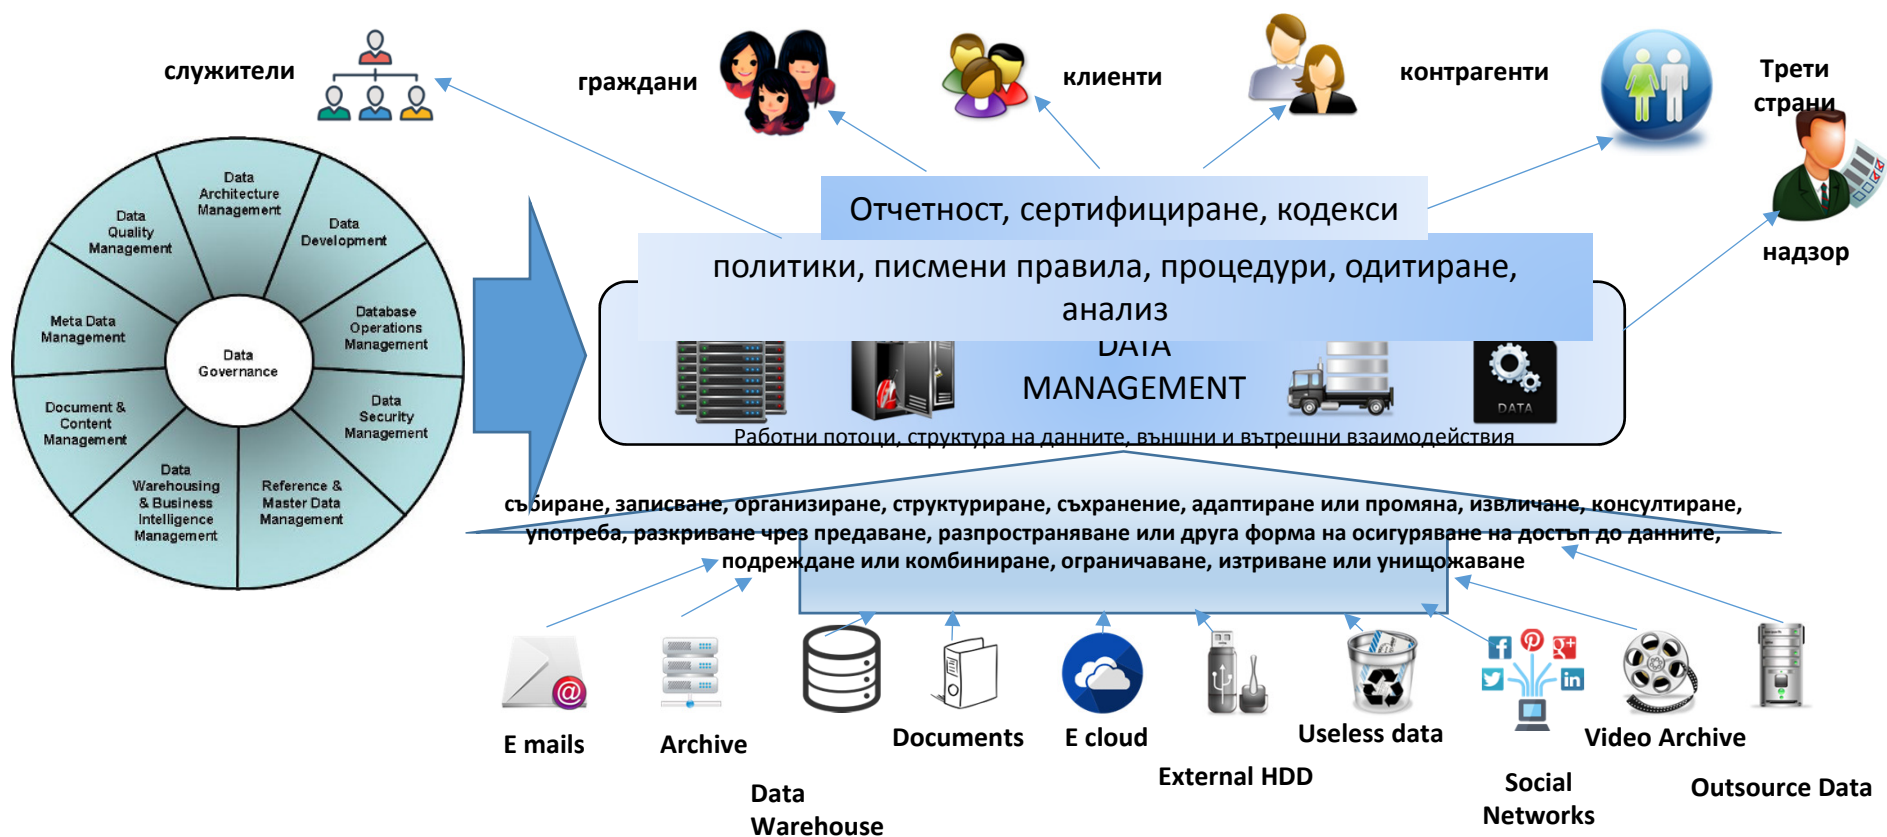 служители
граждани
клиенти
контрагенти
Трети
страни
надзор
Data
Architecture
Management
Data
Development
Database
Operations
Management
Data
Security
Management
Reference &
Master Data
Management
Data
Warehousing
& Business
Intelligence
Management
Document &
Content
Management
Meta Data
Management
Data
Quality
Management
Data
Governance
Отчетност, сертифициране, кодекси
политики, писмени правила, процедури, одитиране,
анализ
DATA
MANAGEMENT
DATA
Работни потоци, структура на данните, външни и вътрешни взаимодействия
събиране, записване, организиране, структуриране, съхранение, адаптиране или промяна, извличане, консултиране,
употреба, разкриване чрез предаване, разпространяване или друга форма на осигуряване на достъп до данните,
подреждане или комбиниране, ограничаване, изтриване или унищожаване
E mails
Archive
Data
Warehouse
Documents
E cloud
External HDD
Useless data
Social
Networks
Video Archive
Outsource Data